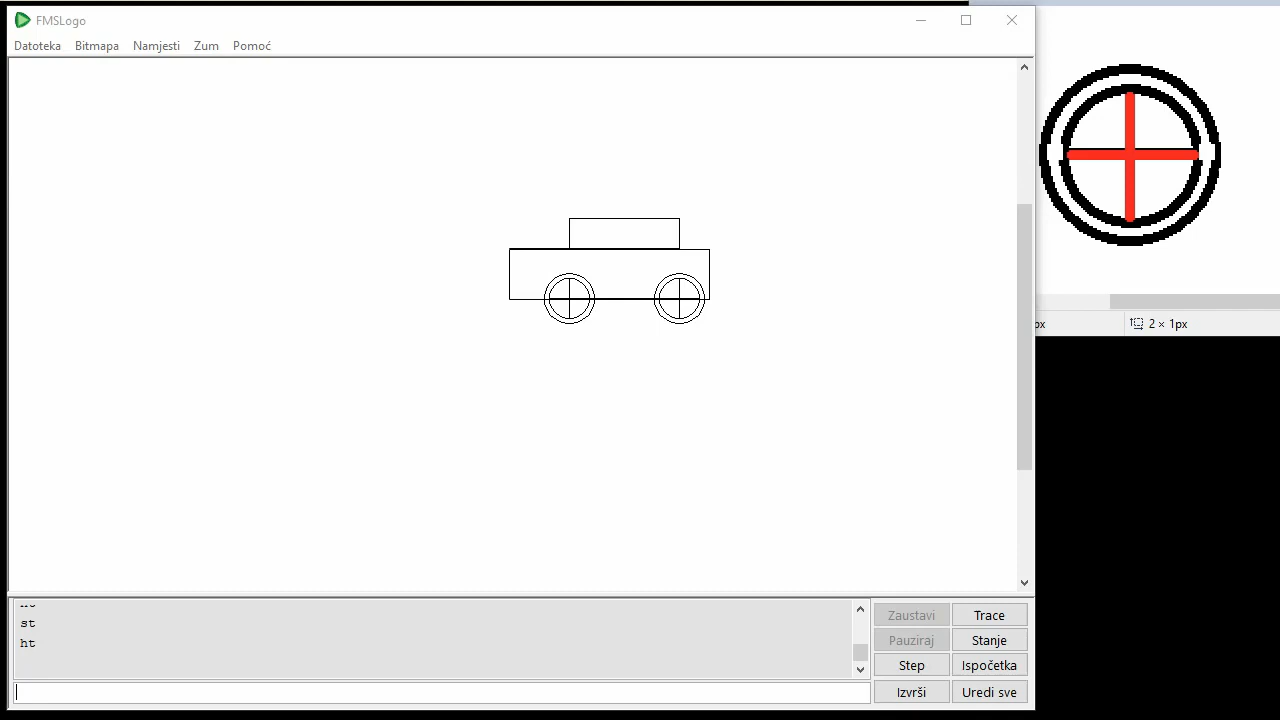 FMSLogo
Datoteka Bitmapa Namjesti Zum Pomoć
px
2 × 1px
st
ht
Zaustavi Trace
Pauziraj Stanje
Step Ispočetka
Izvrši Uredi sve